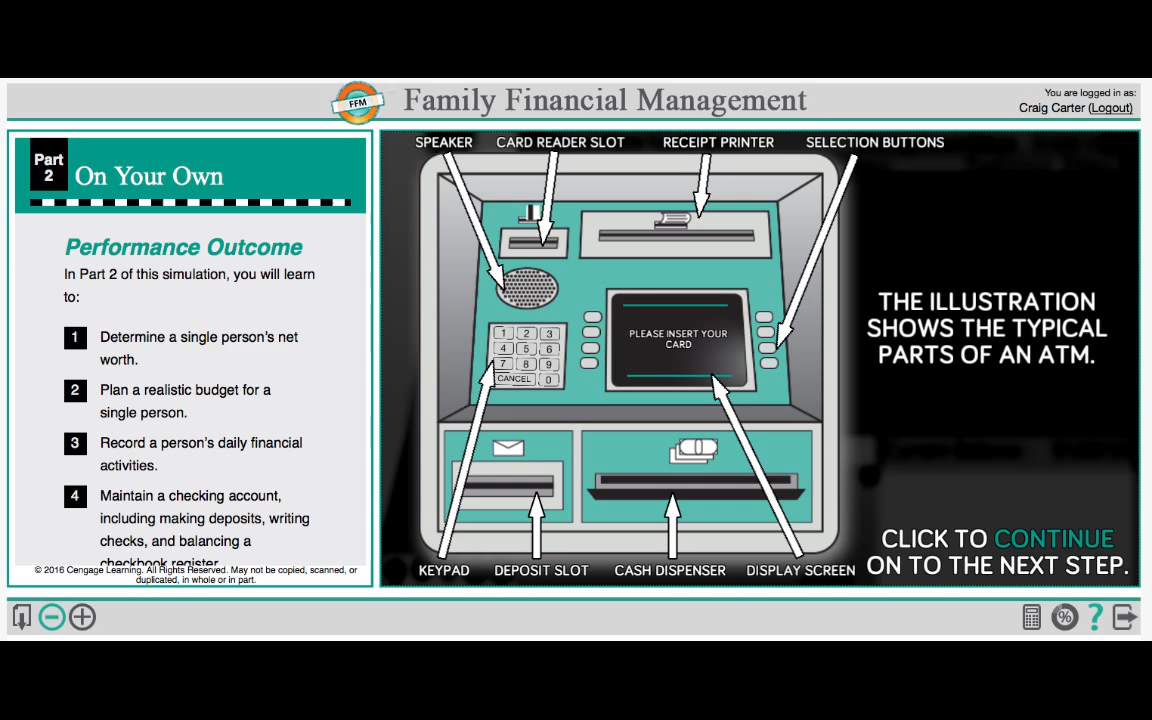 FFM
Family Financial Management
You are logged in as:
Craig Carter (Logout)
Part
2
On Your Own
Performance Outcome
In Part 2 of this simulation, you will learn
to:
1 Determine a single person's net
worth.
2 Plan a realistic budget for a
single person.
3 Record a person's daily financial
activities.
4 Maintain a checking account,
including making deposits, writing
checks, and balancing a
checkbook register.
© 2016 Cengage Learning. All Rights Reserved. May not be copied, scanned, or
duplicated, in whole or in part.
SPEAKER CARD READER SLOT RECEIPT PRINTER SELECTION BUTTONS
PLEASE INSERT YOUR
CARD
1 2 3
4 5 6
7 8 9
CANCEL 0
KEYPAD DEPOSIT SLOT CASH DISPENSER DISPLAY SCREEN
THE ILLUSTRATION
SHOWS THE TYPICAL
PARTS OF AN ATM.
CLICK TO CONTINUE
ON TO THE NEXT STEP.
%
?